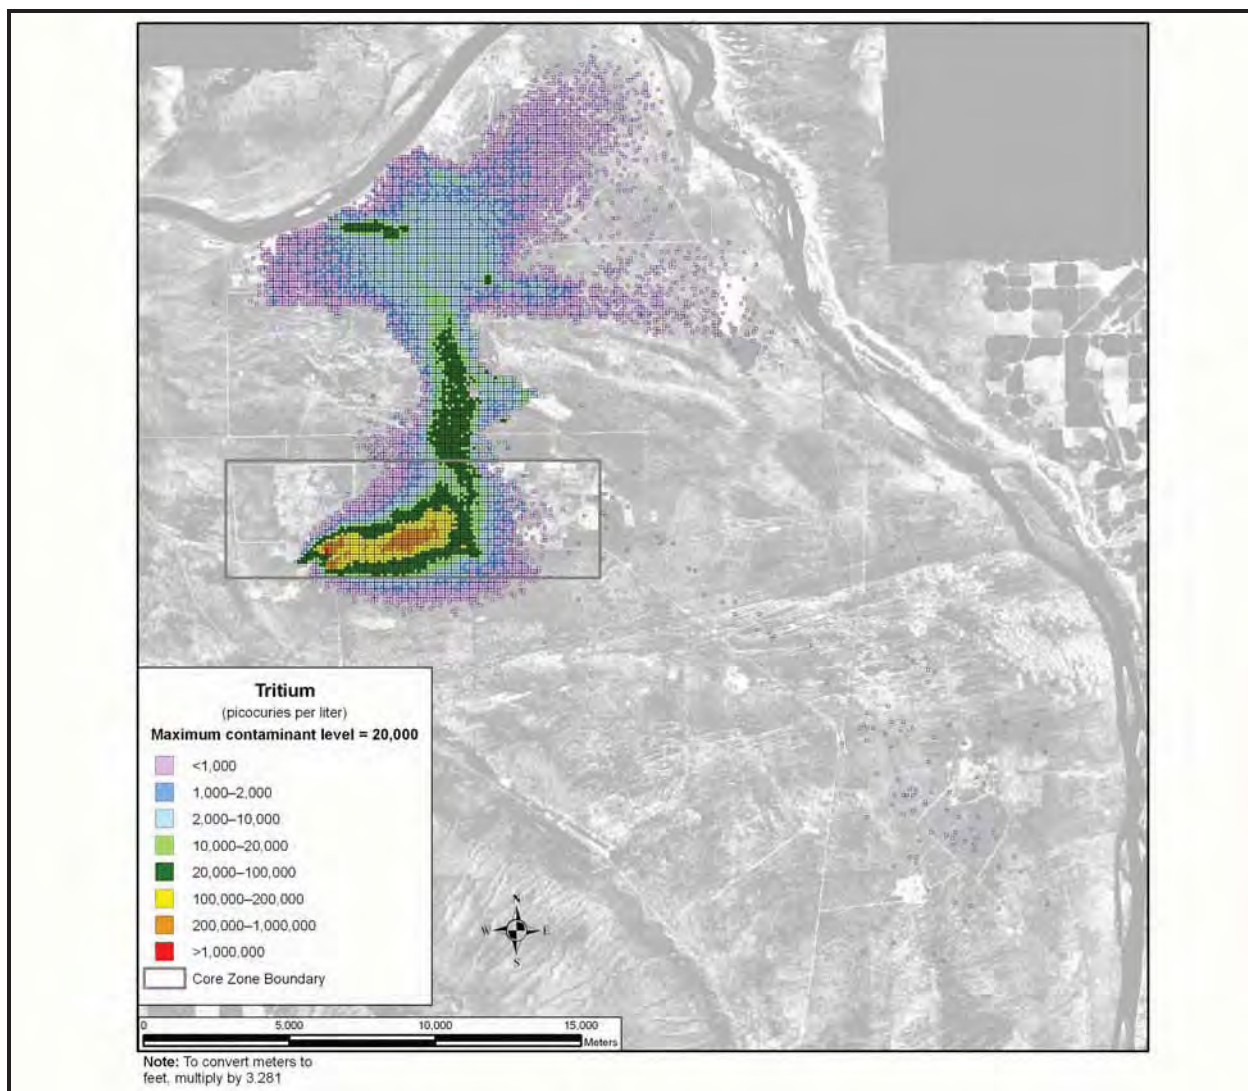 Tritium
(picocuries per liter)
Maximum contaminant level = 20,000
<1,000
1,000–2,000
2,000–10,000
10,000–20,000
20,000–100,000
100,000–200,000
200,000–1,000,000
>1,000,000
Core Zone Boundary
N
W E
S
0 5,000 10,000 15,000
Meters
Note: To convert meters to
feet, multiply by 3.281